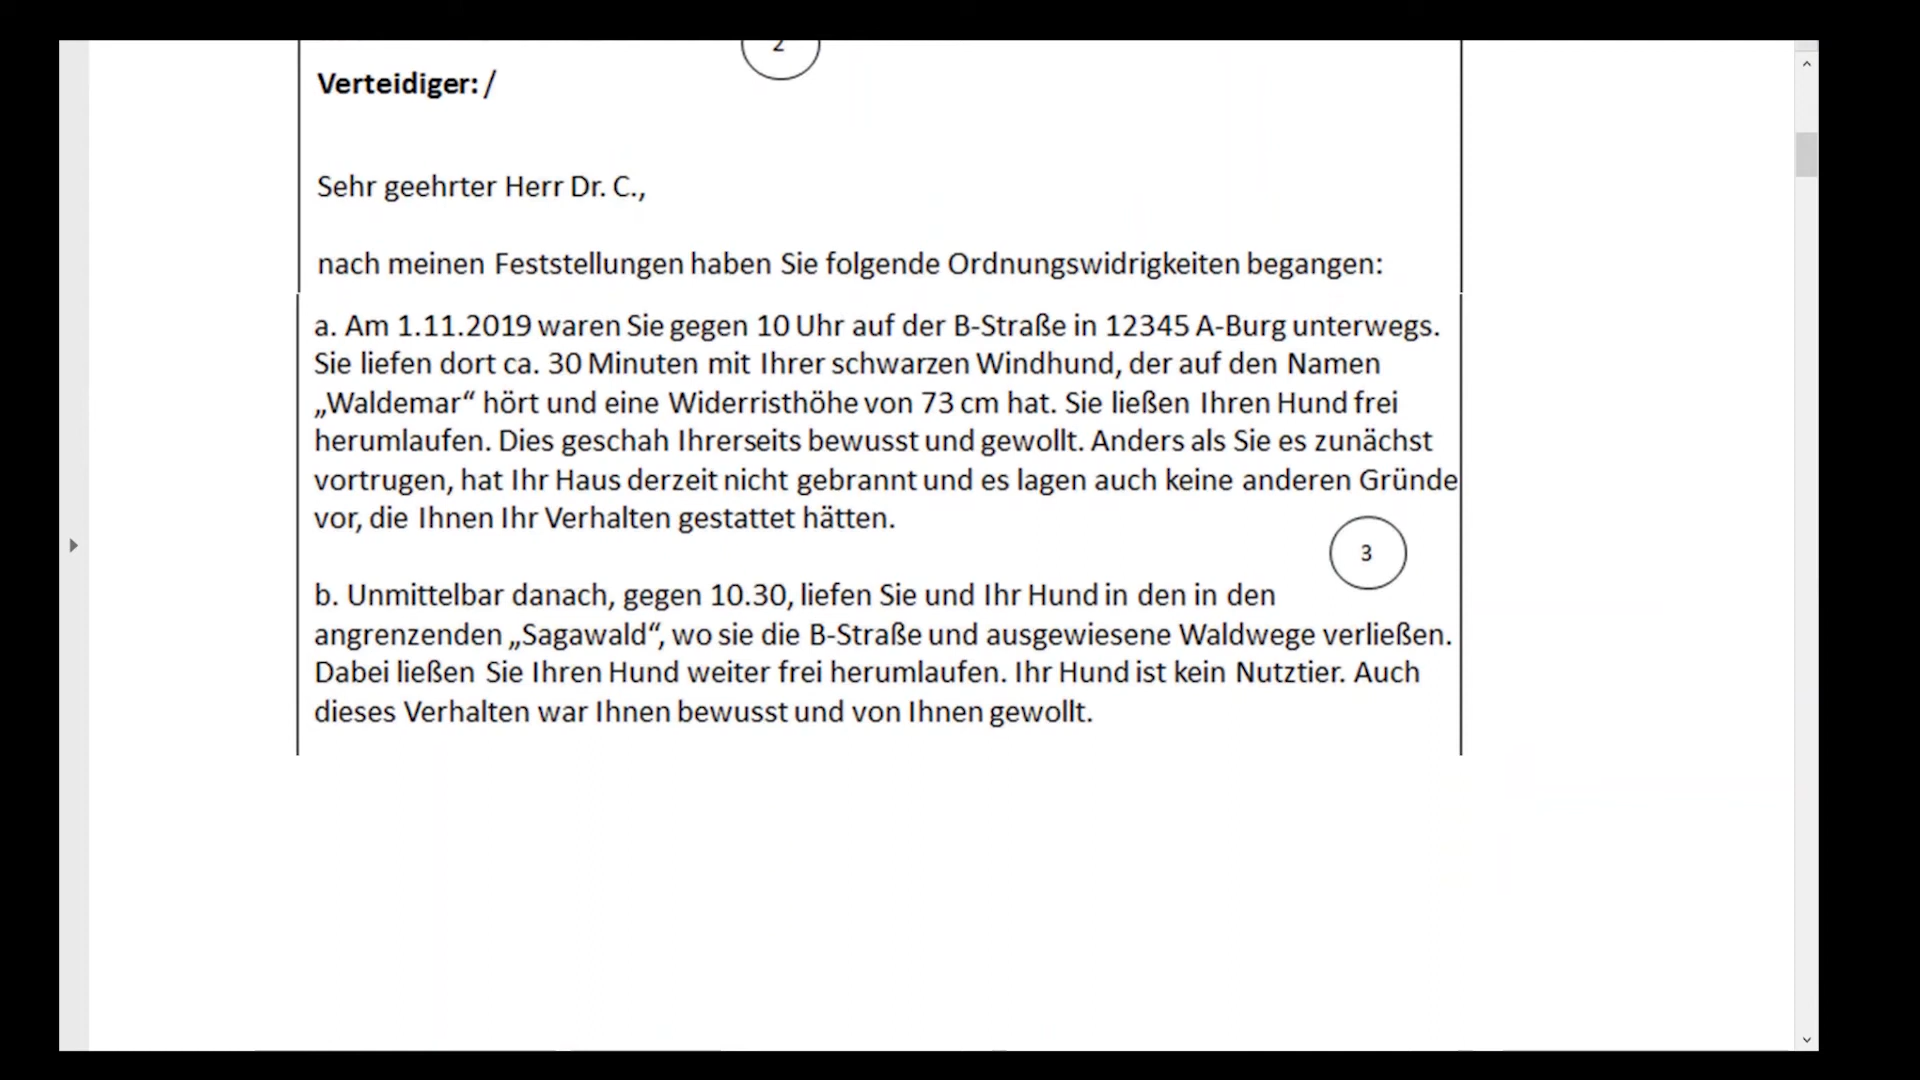 2
Verteidiger: /
Sehr geehrter Herr Dr. C.,
nach meinen Feststellungen haben Sie folgende Ordnungswidrigkeiten begangen:
a. Am 1.11.2019 waren Sie gegen 10 Uhr auf der B-Straße in 12345 A-Burg unterwegs.
Sie liefen dort ca. 30 Minuten mit Ihrer schwarzen Windhund, der auf den Namen
„Waldemar“ hört und eine Widerristhöhe von 73 cm hat. Sie ließen Ihren Hund frei
herumlaufen. Dies geschah Ihrerseits bewusst und gewollt. Anders als Sie es zunächst
vortrugen, hat Ihr Haus derzeit nicht gebrannt und es lagen auch keine anderen Gründe
vor, die Ihnen Ihr Verhalten gestattet hätten.
3
b. Unmittelbar danach, gegen 10.30, liefen Sie und Ihr Hund in den in den
angrenzenden „Sagawald“, wo sie die B-Straße und ausgewiesene Waldwege verließen.
Dabei ließen Sie Ihren Hund weiter frei herumlaufen. Ihr Hund ist kein Nutztier. Auch
dieses Verhalten war Ihnen bewusst und von Ihnen gewollt.